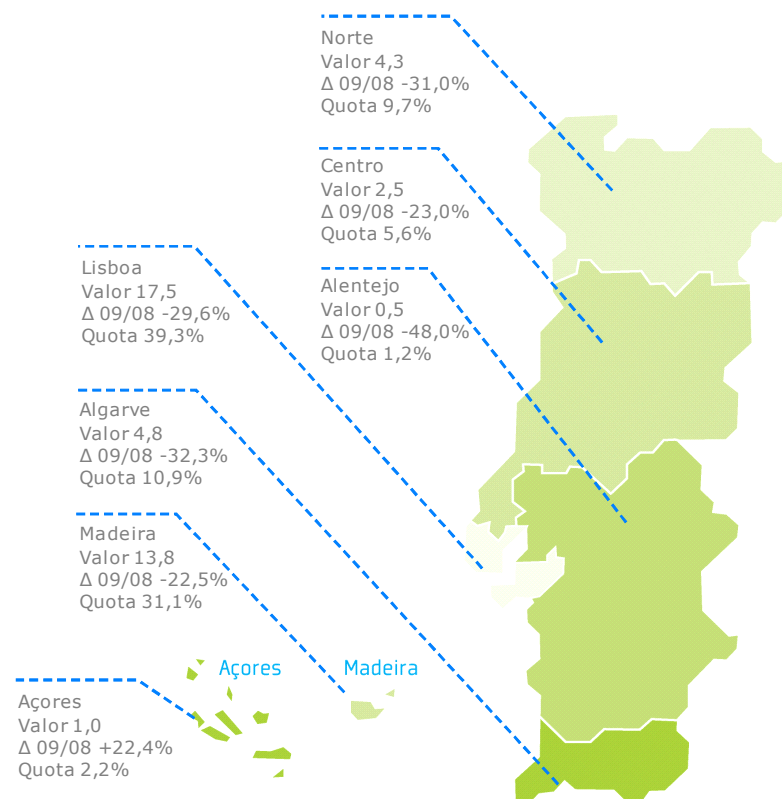 Norte
Valor 4,3
Δ 09/08 -31,0%
Quota 9,7%
Centro
Valor 2,5
Δ 09/08 -23,0%
Quota 5,6%
Lisboa
Valor 17,5
Δ 09/08 -29,6%
Quota 39,3%
Alentejo
Valor 0,5
Δ 09/08 -48,0%
Quota 1,2%
Algarve
Valor 4,8
Δ 09/08 -32,3%
Quota 10,9%
Madeira
Valor 13,8
Δ 09/08 -22,5%
Quota 31,1%
Açores
Madeira
Açores
Valor 1,0
Δ 09/08 +22,4%
Quota 2,2%